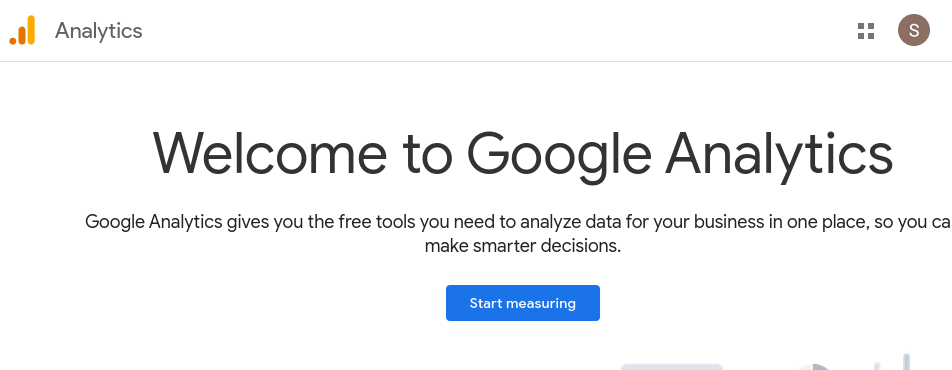 Analytics
S
Welcome to Google Analytics
Google Analytics gives you the free tools you need to analyze data for your business in one place, so you ca
make smarter decisions.
Start measuring